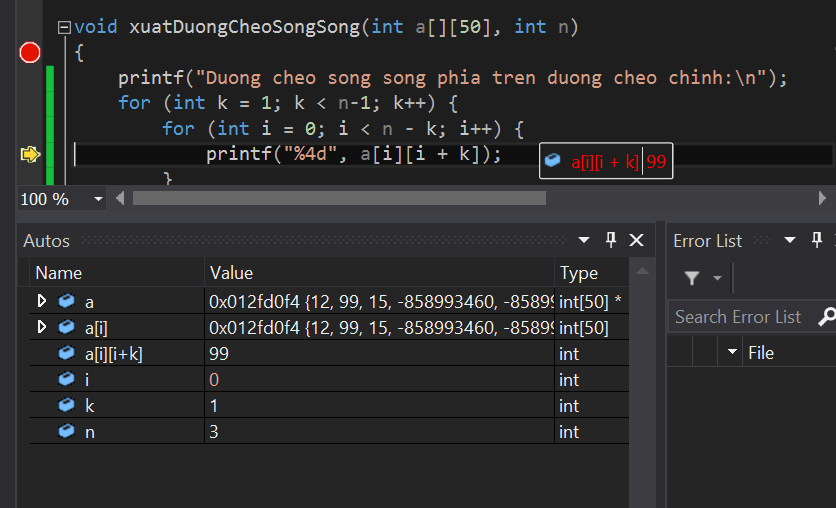 void xuatDuongCheoSongSong(int a[][50], int n)
{
printf("Duong cheo song song phia tren duong cheo chinh:\n");
for (int k = 1; k < n-1; k++) {
for (int i = 0; i < n - k; i++) {
printf("%4d", a[i][i + k]);
a[i][i + k] 99
}
100 %
Autos
Name Value Type
a 0x012fd0f4 {12, 99, 15, -858993460, -8589 int[50] *
a[i] 0x012fd0f4 {12, 99, 15, -858993460, -8589 int[50]
a[i][i+k] 99 int
i 0 int
k 1 int
n 3 int
Error List
Search Error List
File